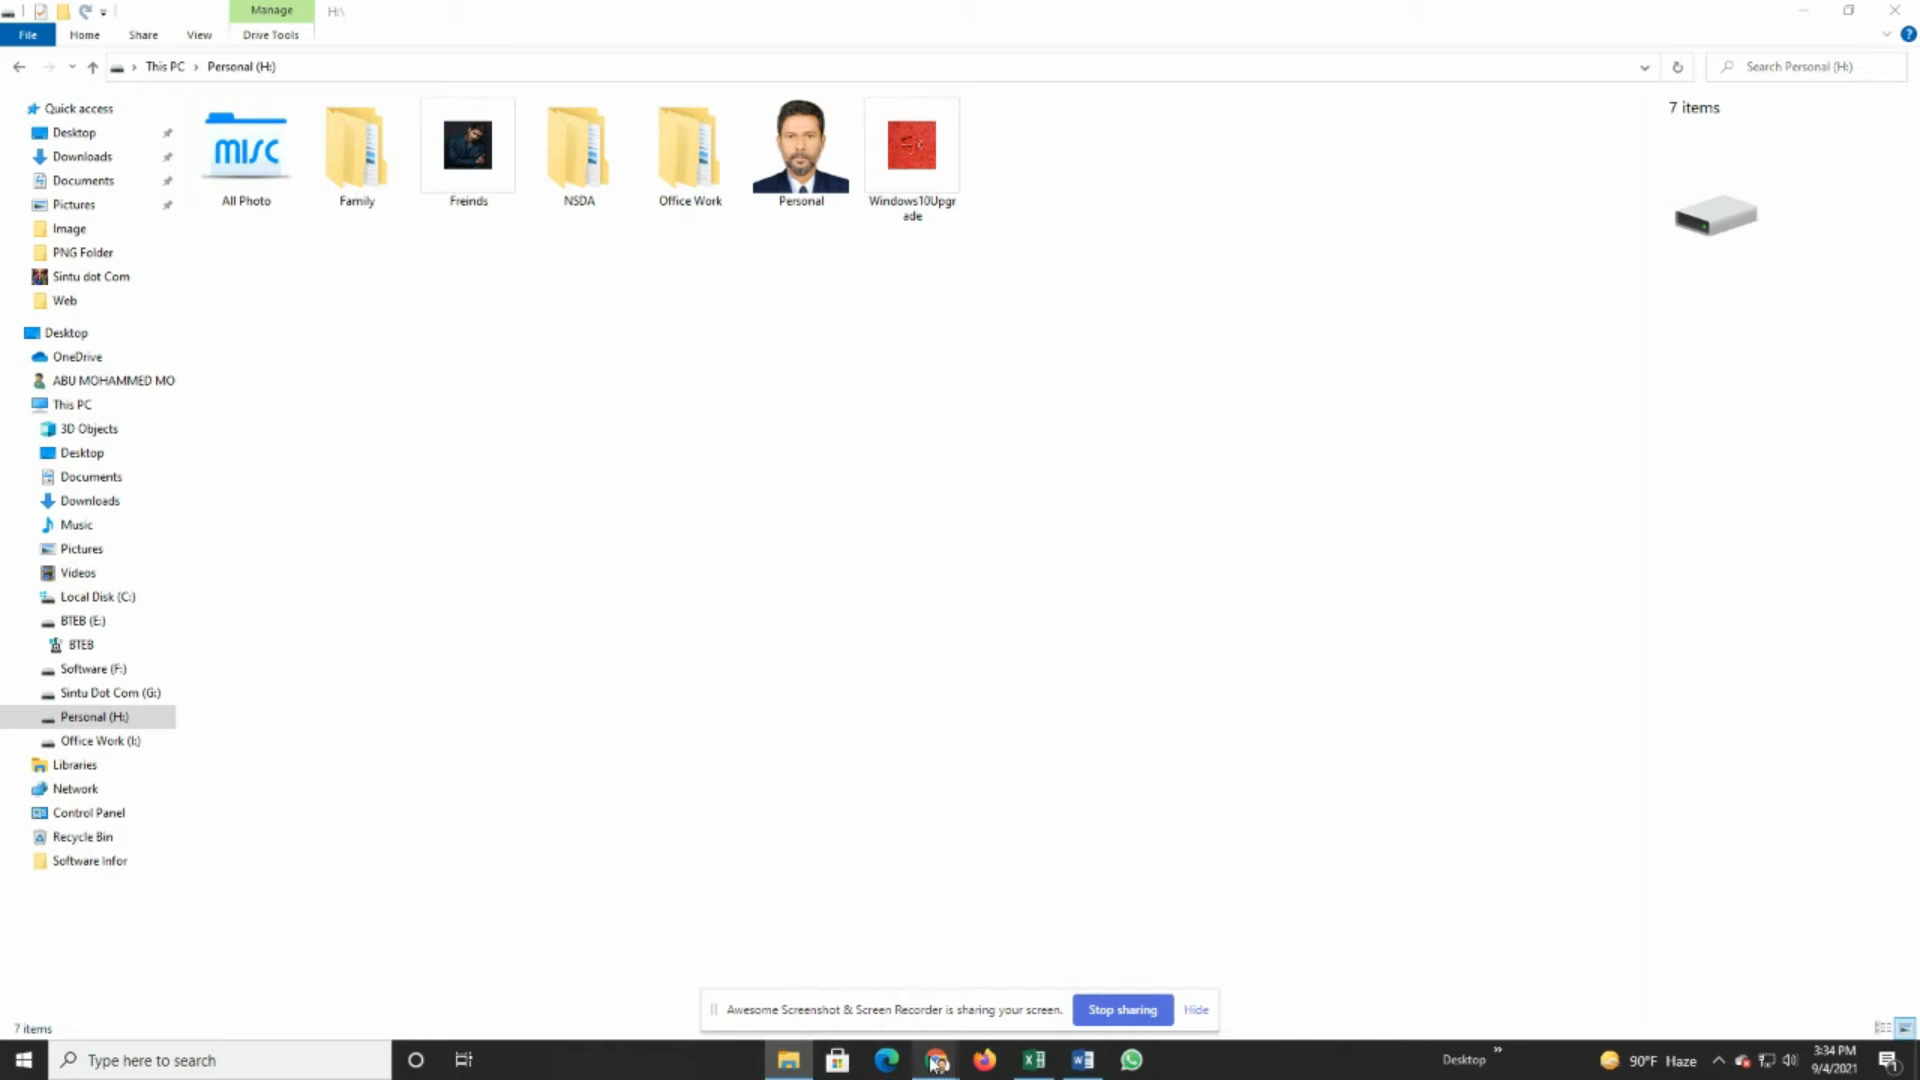 Manage
H:\
File
Home
Share
View
Drive Tools
This PC
Personal (H:)
Search Personal (H:)
Quick access
Desktop
Downloads
Documents
Pictures
Image
PNG Folder
Sintu dot Com
Web
Desktop
OneDrive
ABU MOHAMMED MO
This PC
3D Objects
Desktop
Documents
Downloads
Music
Pictures
Videos
Local Disk (C:)
BTEB (E:)
BTEB
Software (F:)
Sintu Dot Com (G:)
Personal (H:)
Office Work (I:)
Libraries
Network
Control Panel
Recycle Bin
Software Infor
misc
All Photo
Family
Freinds
NSDA
Office Work
Personal
Windows10Upgr
ade
7 items
Awesome Screenshot & Screen Recorder is sharing your screen.
Stop sharing
Hide
7 items
Type here to search
Desktop
90°F Haze
3:34 PM
9/4/2021
1